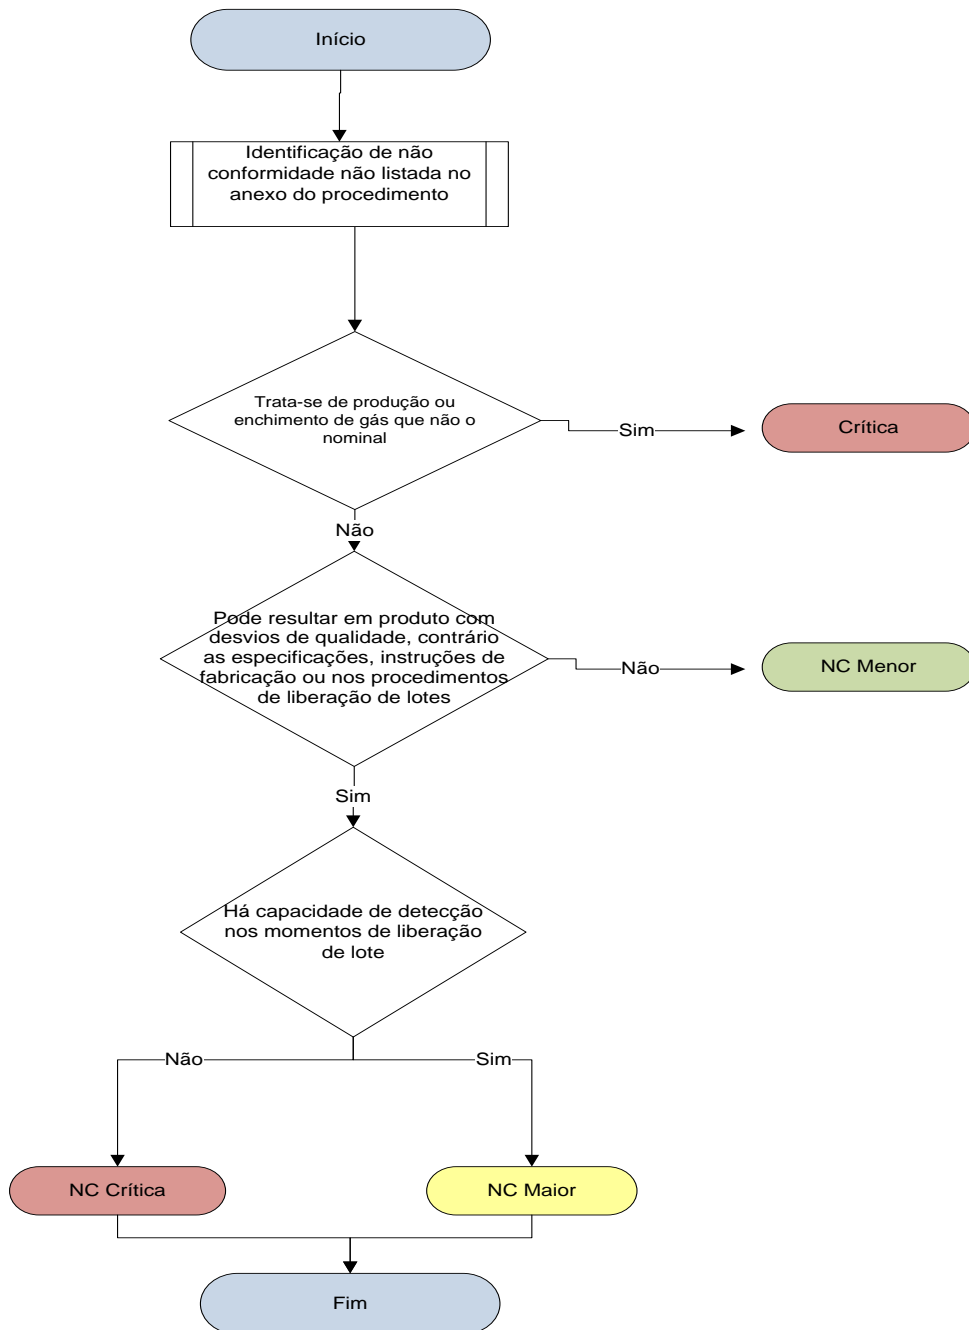 Início
Identificação de não
conformidade não listada no
anexo do procedimento
Trata-se de produção ou
enchimento de gás que não o
nominal
Sim
Crítica
Não
Pode resultar em produto com
desvios de qualidade, contrário
as especificações, instruções de
fabricação ou nos procedimentos
de liberação de lotes
Não
NC Menor
Sim
Há capacidade de detecção
nos momentos de liberação
de lote
Não
Sim
NC Crítica
NC Maior
Fim